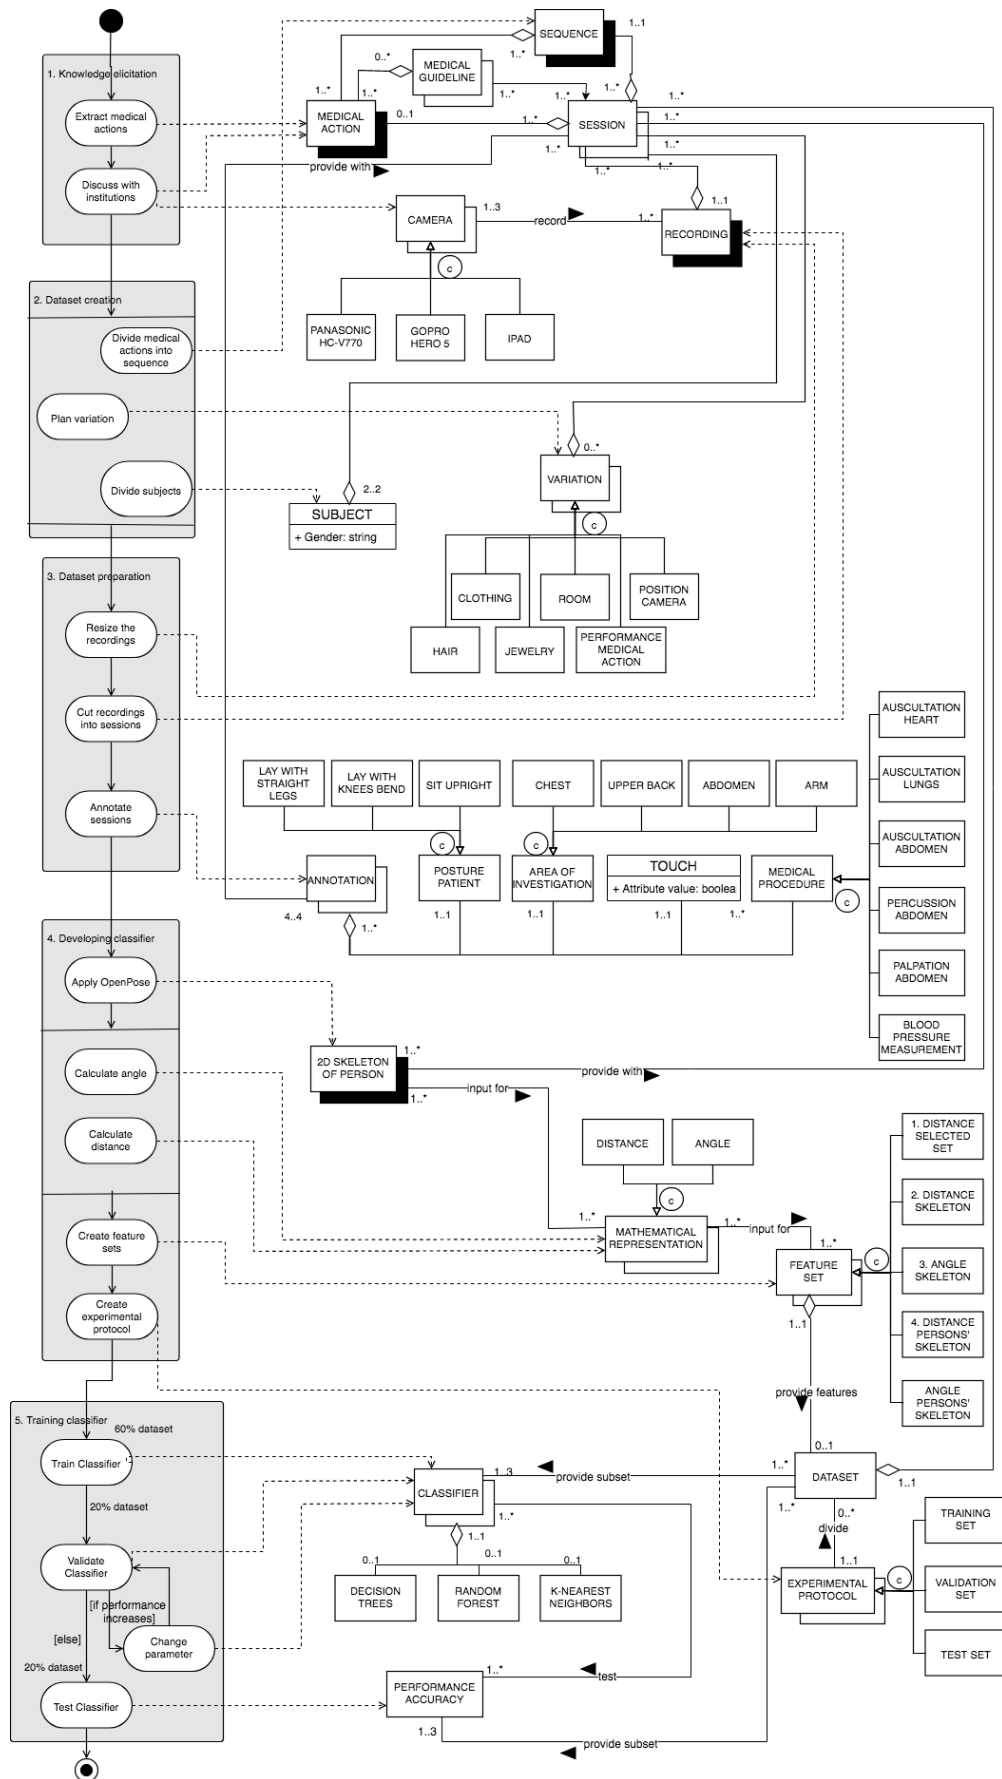 1. Knowledge elicitation
Extract medical
actions
Discuss with
institutions
SEQUENCE
1..1
1..*
0..*
MEDICAL
GUIDELINE
1..*
1..*
1..*
MEDICAL
ACTION
0..1
1..*
1..*
1..*
SESSION
1..*
1..*
1..*
1..*
1..*
1..*
provide with
CAMERA
1..3
record
1..*
1..1
RECORDING
c
PANASONIC
HC-V770
GOPRO
HERO 5
IPAD
2. Dataset creation
Divide medical
actions into
sequence
Plan variation
Divide subjects
0..*
VARIATION
c
2..2
SUBJECT
+ Gender: string
CLOTHING
ROOM
POSITION
CAMERA
HAIR
JEWELRY
PERFORMANCE
MEDICAL
ACTION
3. Dataset preparation
Resize the
recordings
Cut recordings
into sessions
Annotate
sessions
LAY WITH
STRAIGHT
LEGS
LAY WITH
KNEES BEND
SIT UPRIGHT
CHEST
UPPER BACK
ABDOMEN
ARM
c
c
ANNOTATION
4..4
1..*
POSTURE
PATIENT
1..1
AREA OF
INVESTIGATION
1..1
TOUCH
+ Attribute value: boolea
1..1
MEDICAL
PROCEDURE
1..*
c
AUSCULTATION
HEART
AUSCULTATION
LUNGS
AUSCULTATION
ABDOMEN
PERCUSSION
ABDOMEN
PALPATION
ABDOMEN
BLOOD
PRESSURE
MEASUREMENT
4. Developing classifier
Apply OpenPose
Calculate angle
Calculate
distance
Create feature
sets
Create
experimental
protocol
2D SKELETON
OF PERSON
1..*
1..*
provide with
input for
DISTANCE
ANGLE
c
1..*
MATHEMATICAL
REPRESENTATION
1..*
input for
1..*
FEATURE
SET
c
1..1
1. DISTANCE
SELECTED
SET
2. DISTANCE
SKELETON
3. ANGLE
SKELETON
4. DISTANCE
PERSONS'
SKELETON
ANGLE
PERSONS'
SKELETON
provide features
0..1
5. Training classifier
60% dataset
Train Classifier
20% dataset
Validate
Classifier
[if performance
increases]
[else]
Change
parameter
20% dataset
Test Classifier
CLASSIFIER
1..3
1..*
1..1
provide subset
1..*
DATASET
1..1
1..*
0..*
divide
1..1
0..1
0..1
0..1
DECISION
TREES
RANDOM
FOREST
K-NEAREST
NEIGHBORS
EXPERIMENTAL
PROTOCOL
c
TRAINING
SET
VALIDATION
SET
TEST SET
PERFORMANCE
ACCURACY
1..*
test
1..3
provide subset